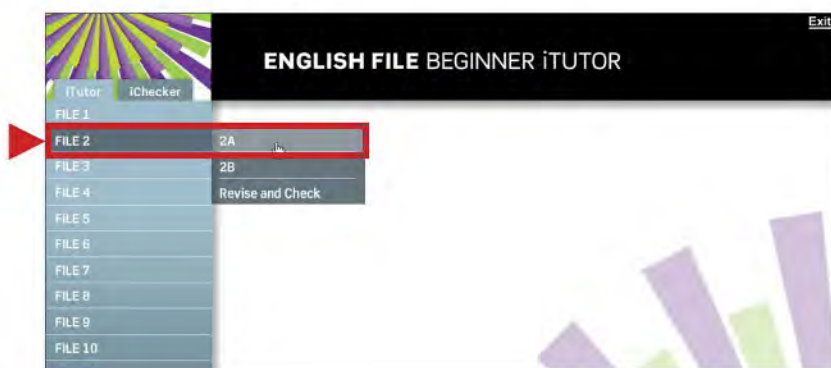 Exit
ENGLISH FILE BEGINNER iTUTOR
iTutor iChecker
FILE 1
FILE 2 2A
FILE 3 2B
FILE 4 Revise and Check
FILE 5
FILE 6
FILE 7
FILE 8
FILE 9
FILE 10